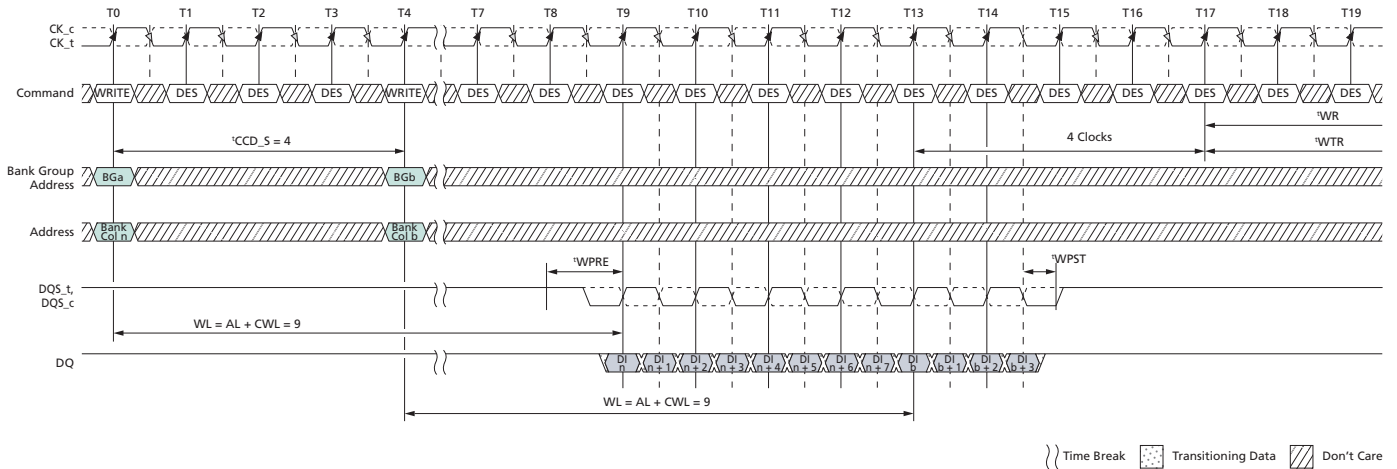 T0 T1 T2 T3 T4 T7 T8 T9 T10 T11 T12 T13 T14 T15 T16 T17 T18 T19
CK_c
CK_t
Command WRITE DES DES DES WRITE DES DES DES DES DES DES DES DES DES DES DES DES DES
tWR
tCCD_S = 4 4 Clocks
tWTR
Bank Group
Address BGa BGb
Address Bank Col n Bank Col b
tWPRE tWPST
DQS_t,
DQS_c
WL = AL + CWL = 9
DQ DI n DI n + 1 DI n + 2 DI n + 3 DI n + 4 DI n + 5 DI n + 6 DI n + 7 DI b DI b + 1 DI b + 2 DI b + 3
WL = AL + CWL = 9
Time Break Transitioning Data Don't Care